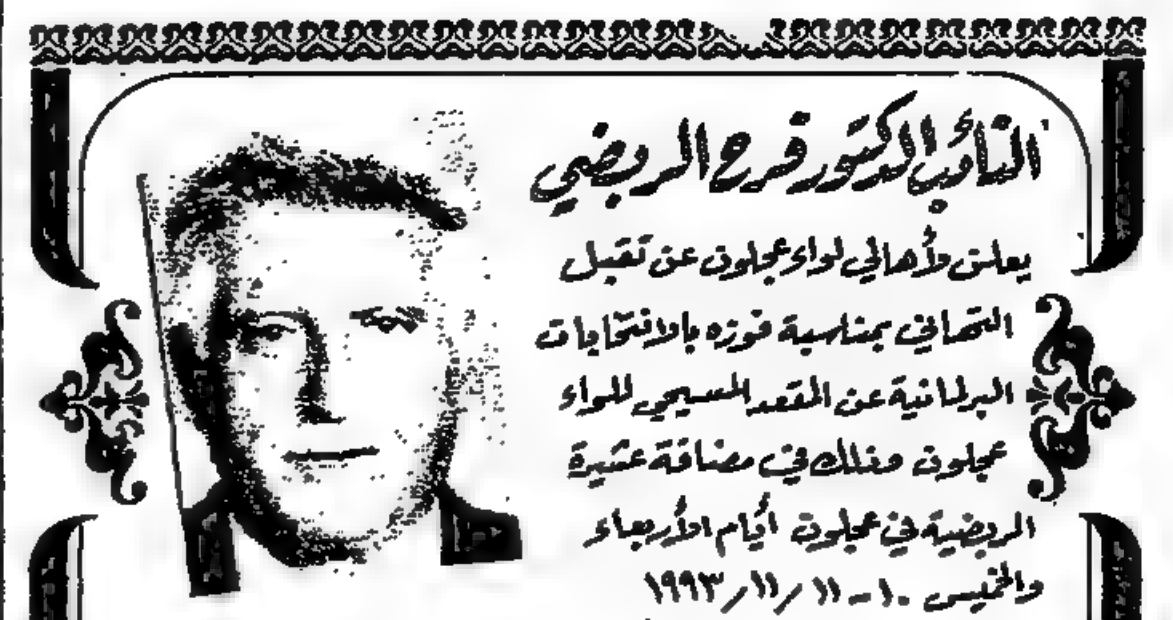 النائب الدكتور فرح الربضي
يعلن لأهالي لواء عجلون عن تقبل
التهاني بمناسبة فوزه بالانتخابات
البرلمانية عن المقعد المسيحي للواء
عجلون وذلك في مضافة عشيرة
الربضية في عجلون أيام الأربعاء
والخميس ١٠ - ١١ / ١١ / ١٩٩٣